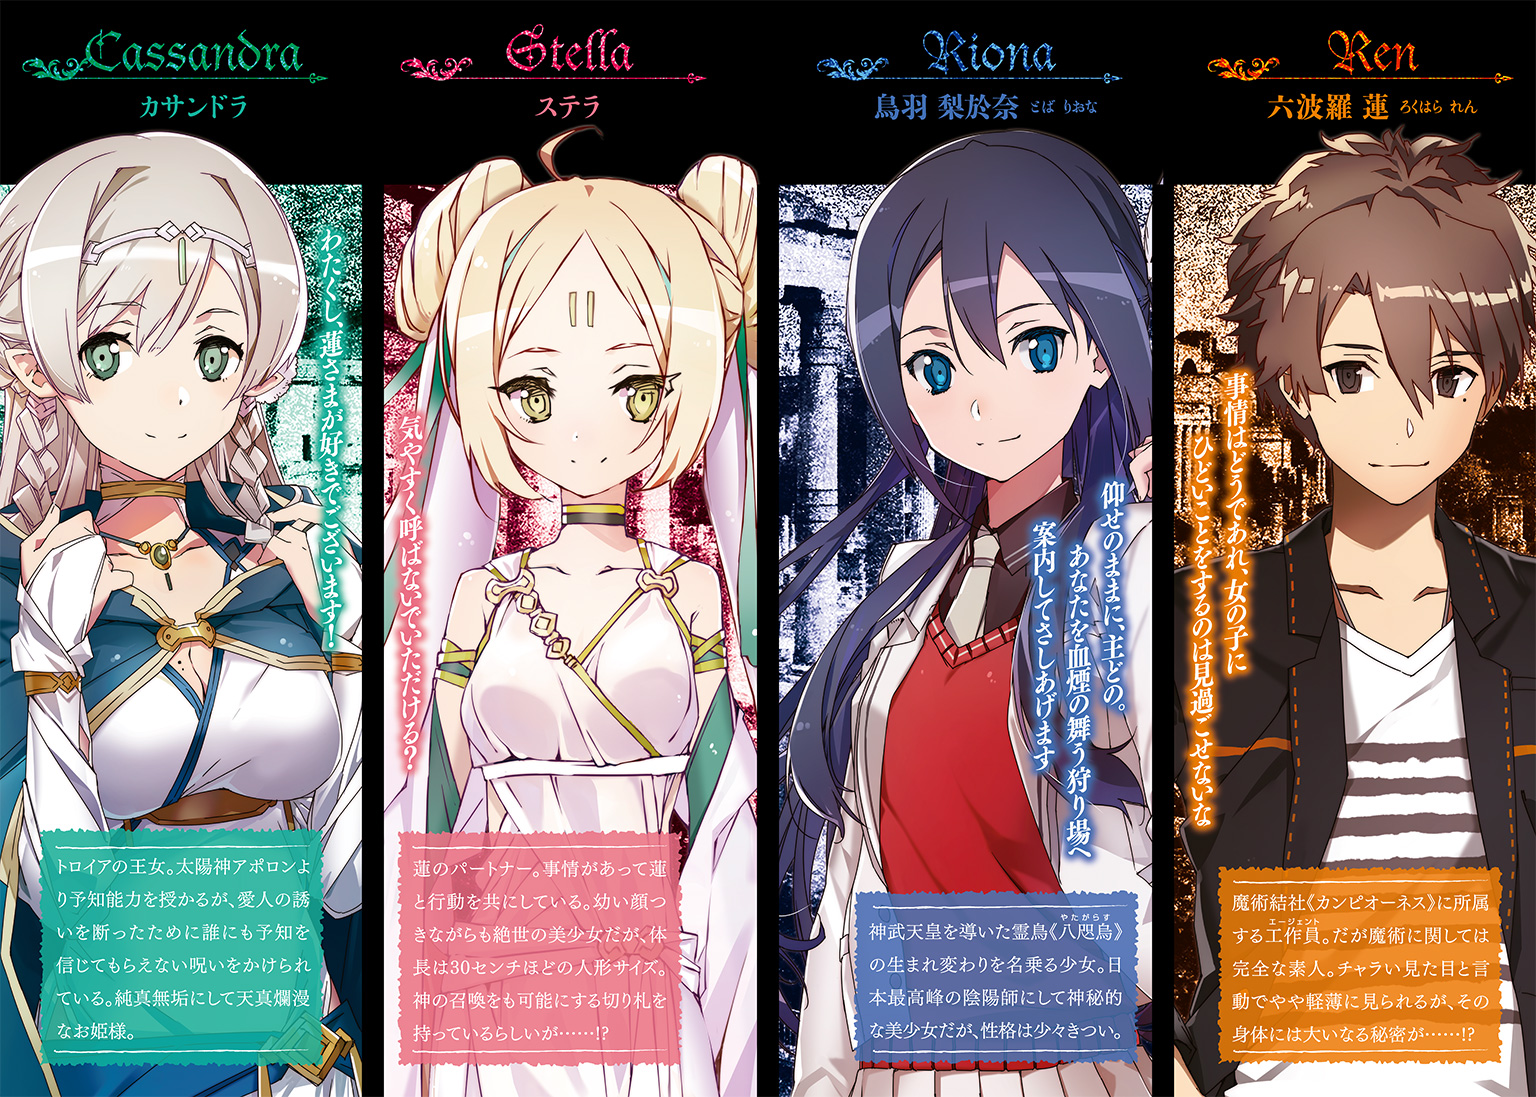 Cassandra
カサンドラ
わたくし、蓮さまが好きでございます!
トロイアの王女。太陽神アポロンよ
り予知能力を授かるが、愛人の誘
いを断ったために誰にも予知を
信じてもらえない呪いをかけられ
ている。純真無垢にして天真爛漫
なお姫様。
Stella
ステラ
気やすく呼ばないでいただける?
蓮のパートナー。事情があって蓮
と行動を共にしている。幼い顔つ
きながらも絶世の美少女だが、体
長は30センチほどの人形サイズ。
神の召喚をも可能にする切り札を
持っているらしいが……!?
Riona
鳥羽 梨於奈 とば りおな
仰せのままに、主どの。
あなたを血煙の舞う狩り場へ
案内してさしあげます
やたがらす
神武天皇を導いた霊鳥《八咫烏》
の生まれ変わりを名乗る少女。日
本最高峰の陰陽師にして神秘的
な美少女だが、性格は少々きつい。
Ren
六波羅 蓮 ろくはら れん
事情はどうであれ、女の子に
ひどいことをするのは見過ごせないな
魔術結社《カンピオーネス》に所属
エージェント
する工作員。だが魔術に関しては
完全な素人。チャラい見た目と言
動でやや軽薄に見られるが、その
身体には大いなる秘密が……!?